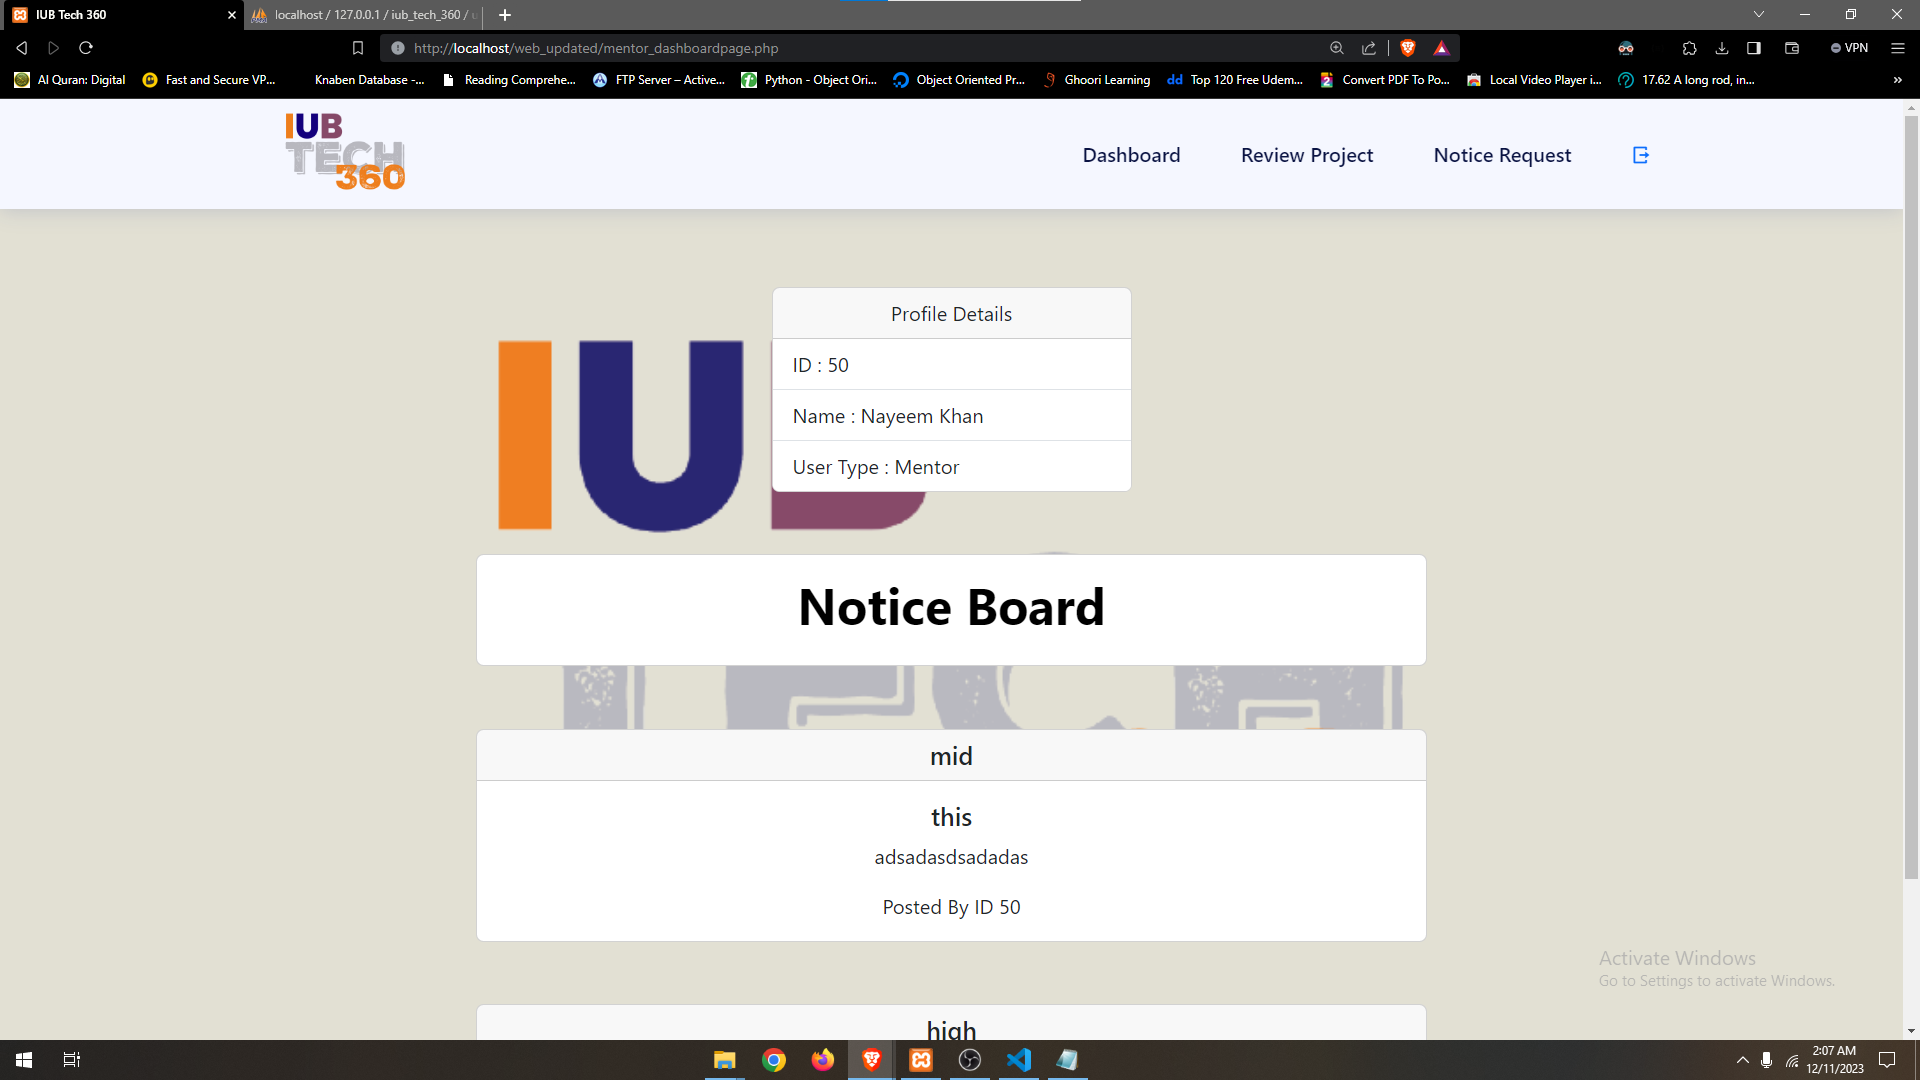 IUB Tech 360
localhost / 127.0.0.1 / iub_tech_360 / u
http://localhost/web_updated/mentor_dashboardpage.php
VPN
Al Quran: Digital
Fast and Secure VP...
Knaben Database -...
Reading Comprehe...
FTP Server – Active...
Python - Object Ori...
Object Oriented Pr...
Ghoori Learning
dd Top 120 Free Udem...
Convert PDF To Po...
Local Video Player i...
17.62 A long rod, in...
»
IUB
TECH
360
Dashboard
Review Project
Notice Request
Profile Details
ID : 50
Name : Nayeem Khan
User Type : Mentor
IUB
Notice Board
mid
this
adsadasdsadadas
Posted By ID 50
high
Activate Windows
Go to Settings to activate Windows.
2:07 AM
12/11/2023